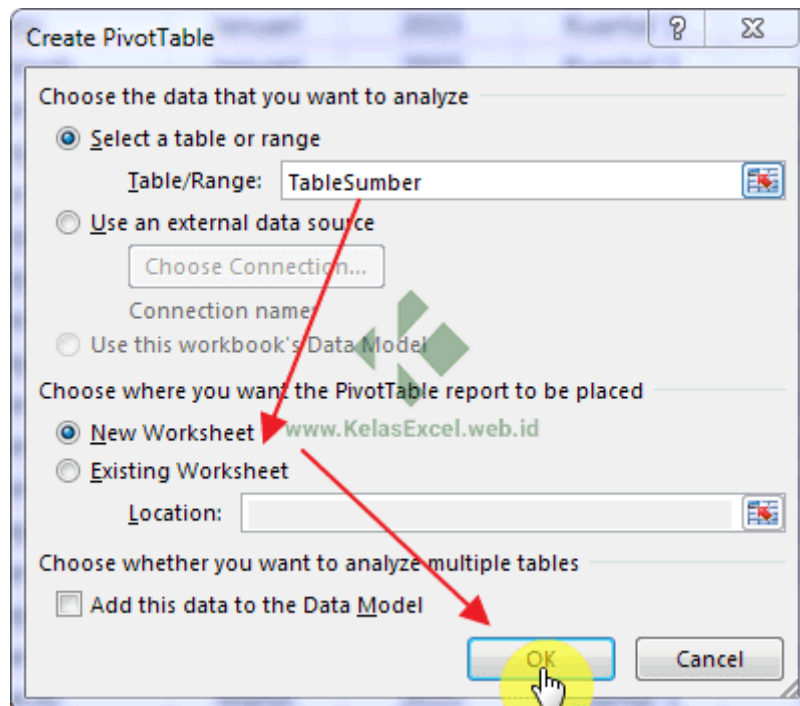 Create PivotTable
Choose the data that you want to analyze
Select a table or range
Table/Range: TableSumber
Use an external data source
Choose Connection...
Connection name:
Use this workbook's Data Model
Choose where you want the PivotTable report to be placed
New Worksheet
www.KelasExcel.web.id
Existing Worksheet
Location:
Choose whether you want to analyze multiple tables
Add this data to the Data Model
OK Cancel